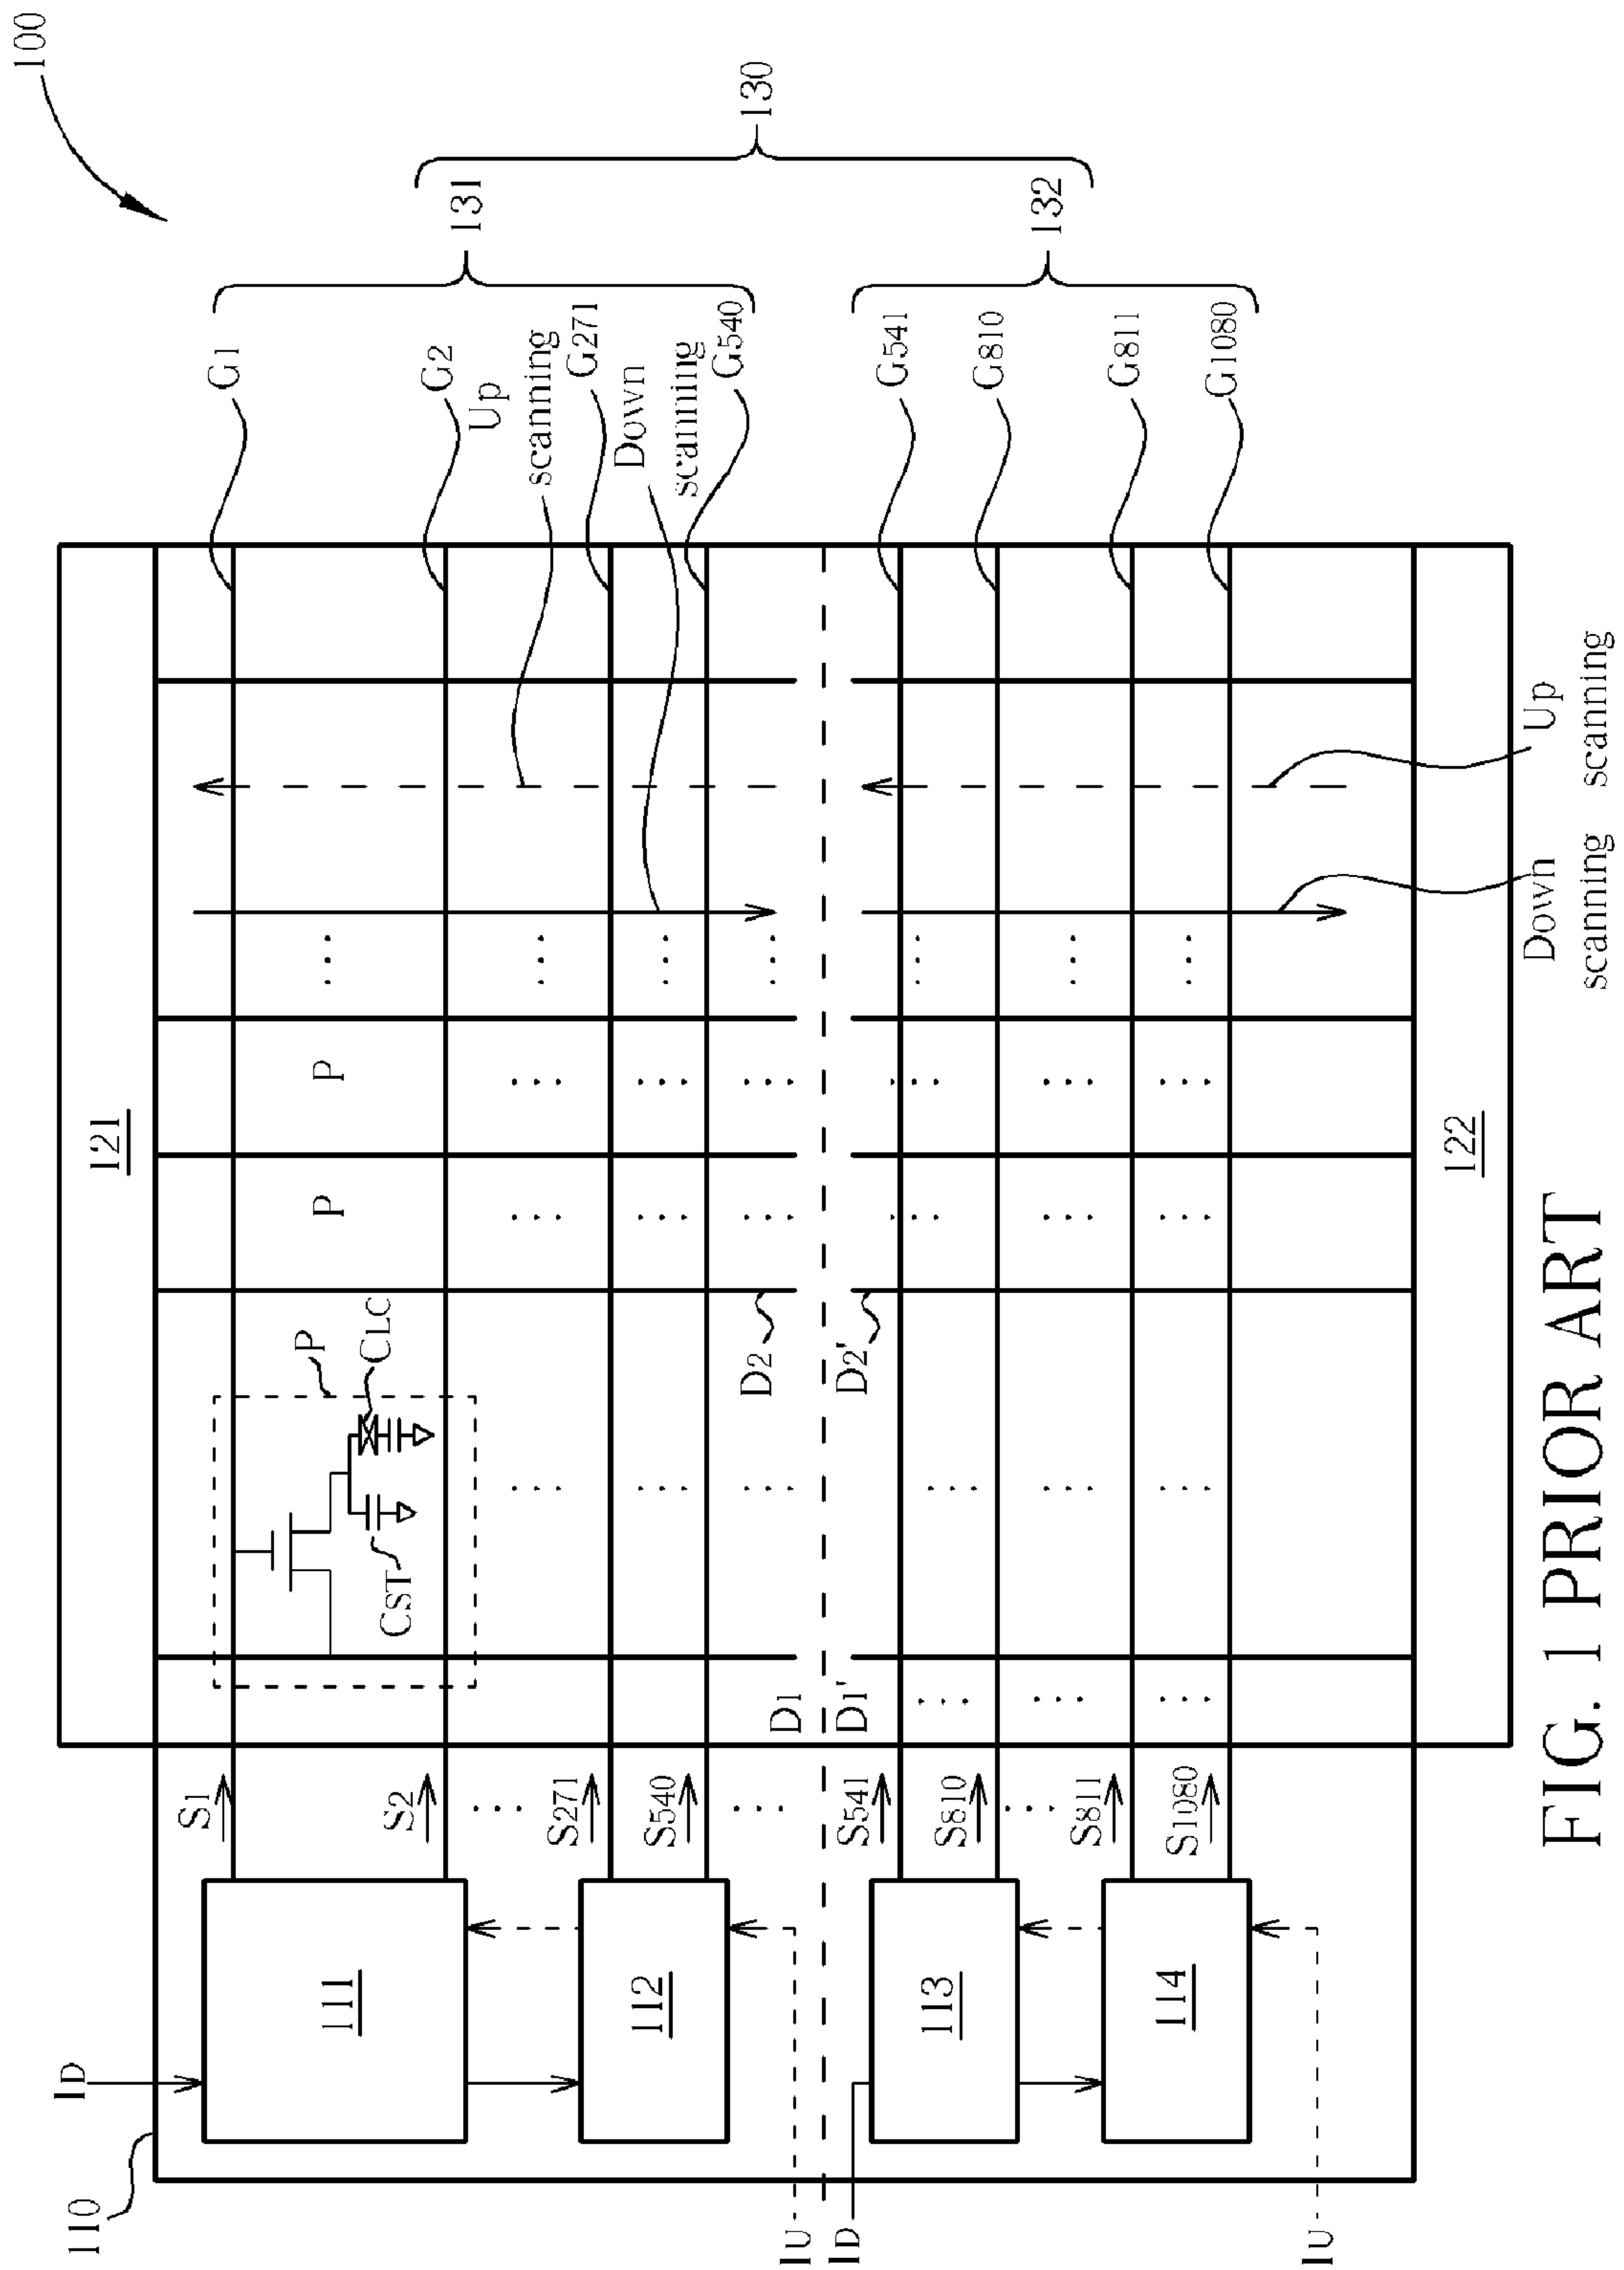 100
130
131
132
G1
G2
Up
scanning
G271
Down
scanning
G540
G541
G810
G811
G1080
121
P
P
P
CLC
CST
D2
D2'
D1
D1'
122
Up
scanning
Down
scanning
S1
S2
S271
S540
S541
S810
S811
S1080
111
112
113
114
ID
110
IU
ID
IU
FIG. 1 PRIOR ART